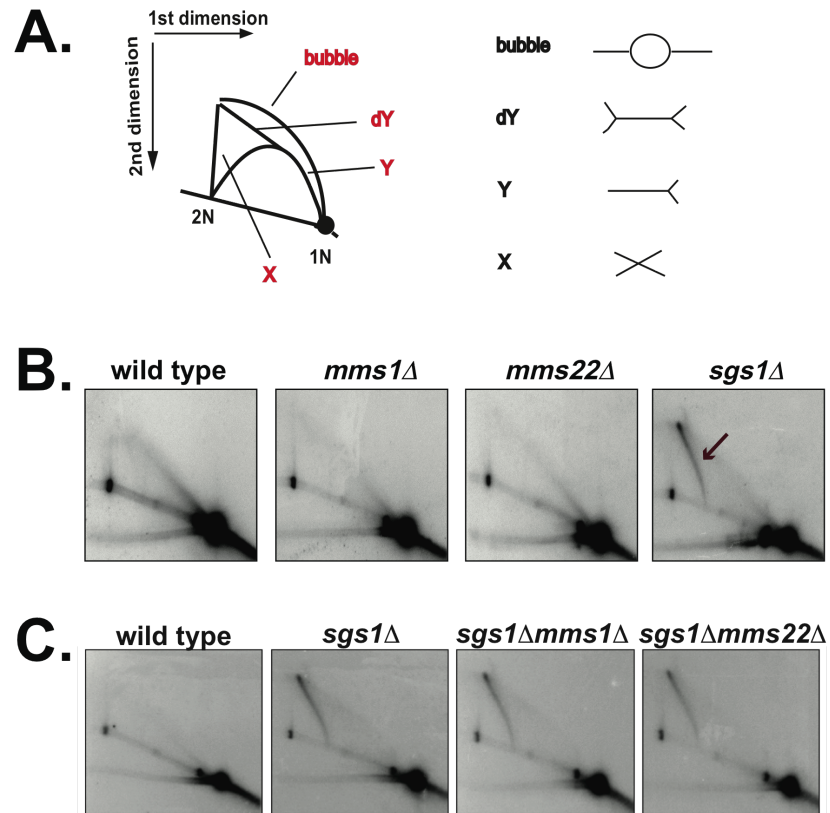 A.
1st dimension
2nd dimension
bubble
dY
Y
2N
1N
X
bubble
dY
Y
X
B.
wild type
mms1Δ
mms22Δ
sgs1Δ
C.
wild type
sgs1Δ
sgs1Δmms1Δ
sgs1Δmms22Δ